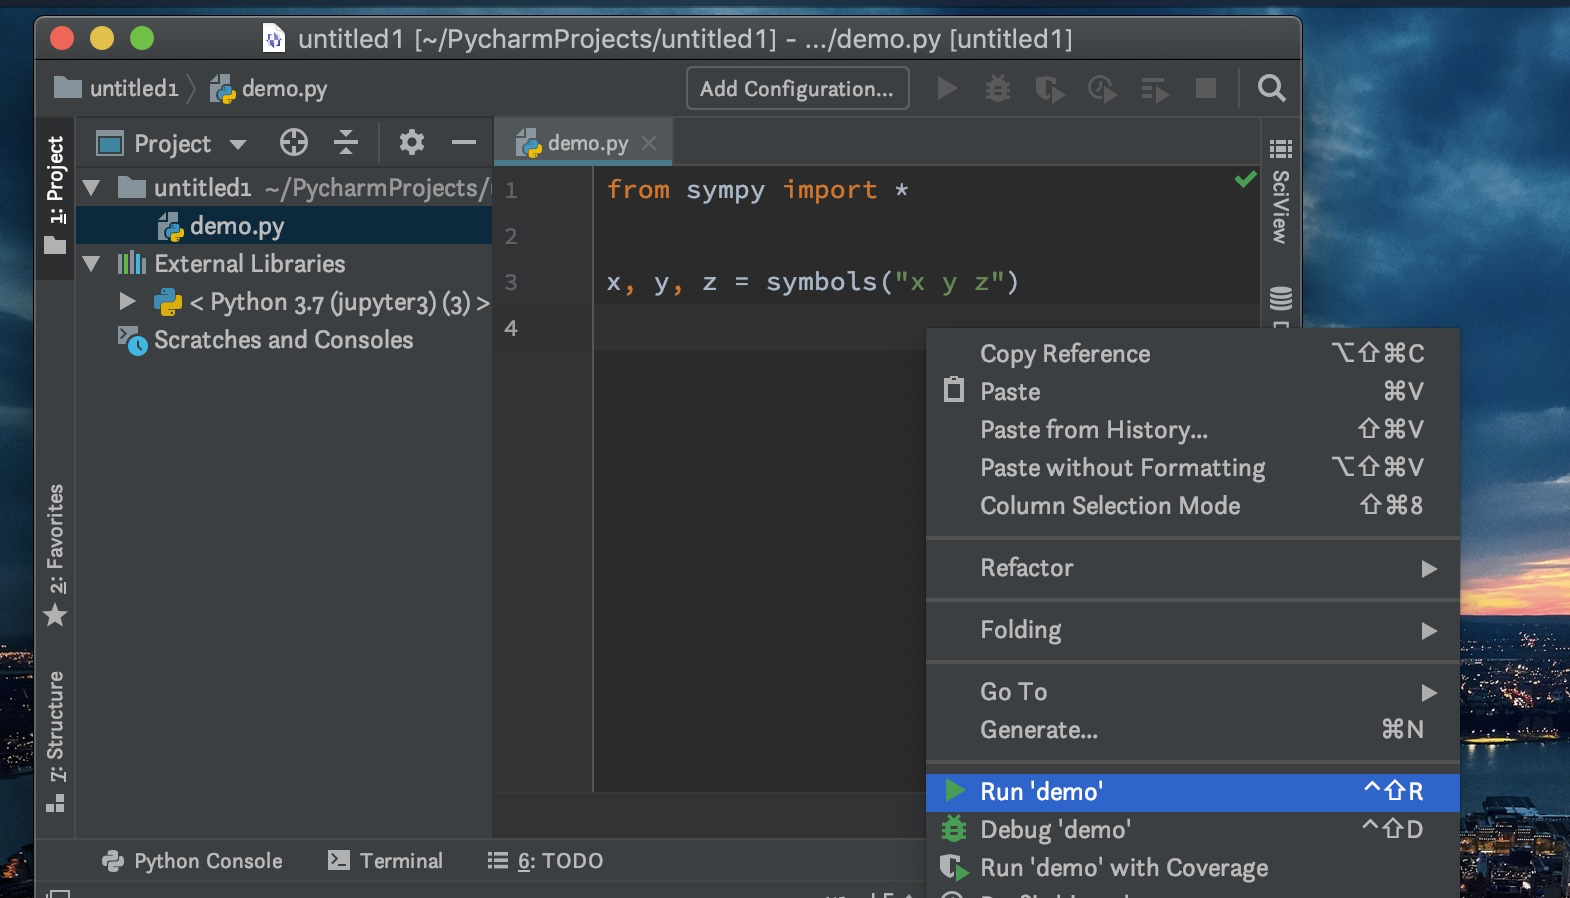 untitled1 [~/PycharmProjects/untitled1] - .../demo.py [untitled1]
untitled1
demo.py
Add Configuration...
1: Project
Project
demo.py
untitled1 ~/PycharmProjects/
demo.py
External Libraries
< Python 3.7 (jupyter3) (3) >
Scratches and Consoles
1 from sympy import *
2
3 x, y, z = symbols("x y z")
4
SciView
2: Favorites
7: Structure
Copy Reference ⌥⇧⌘C
Paste ⌘V
Paste from History... ⇧⌘V
Paste without Formatting ⌥⇧⌘V
Column Selection Mode ⇧⌘8
Refactor
Folding
Go To
Generate... ⌘N
Run 'demo' ^⇧R
Debug 'demo' ^⇧D
Run 'demo' with Coverage
Python Console
Terminal
6: TODO